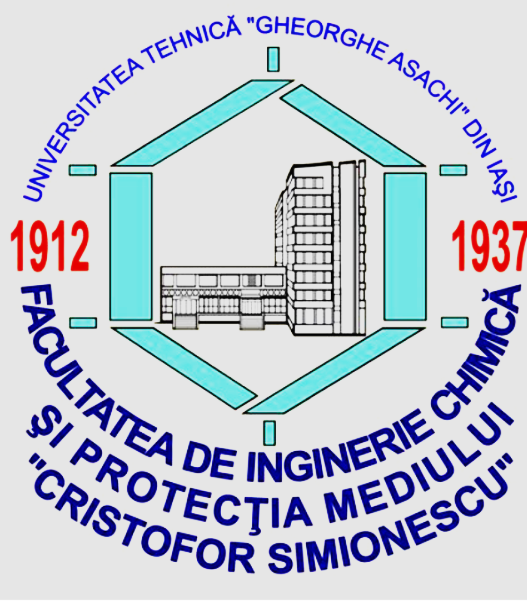 UNIVERSITATEA TEHNICĂ "GHEORGHE ASACHI" DIN IAŞI
1912
1937
FACULTATEA DE INGINERIE CHIMICĂ
ŞI PROTECŢIA MEDIULUI
"CRISTOFOR SIMIONESCU"